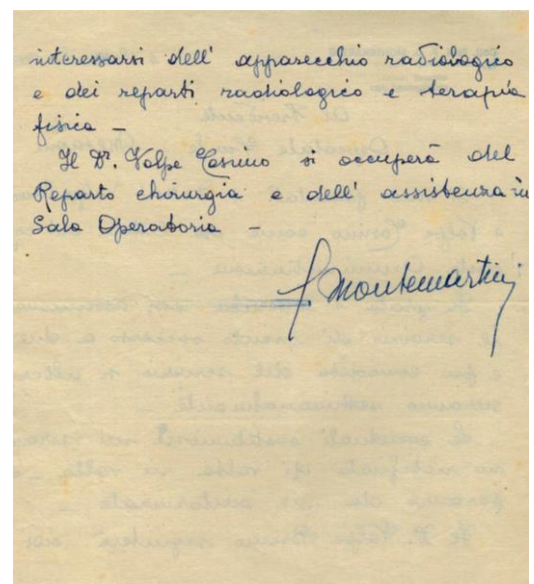 interessarsi dell' apparecchio radiologico
e dei reparti radiologico e terapia
fisica –
Il Dr. Volpe Cosimo si occuperà del
Reparto chirurgia e dell' assistenza in
Sala Operatoria –
Montemartini